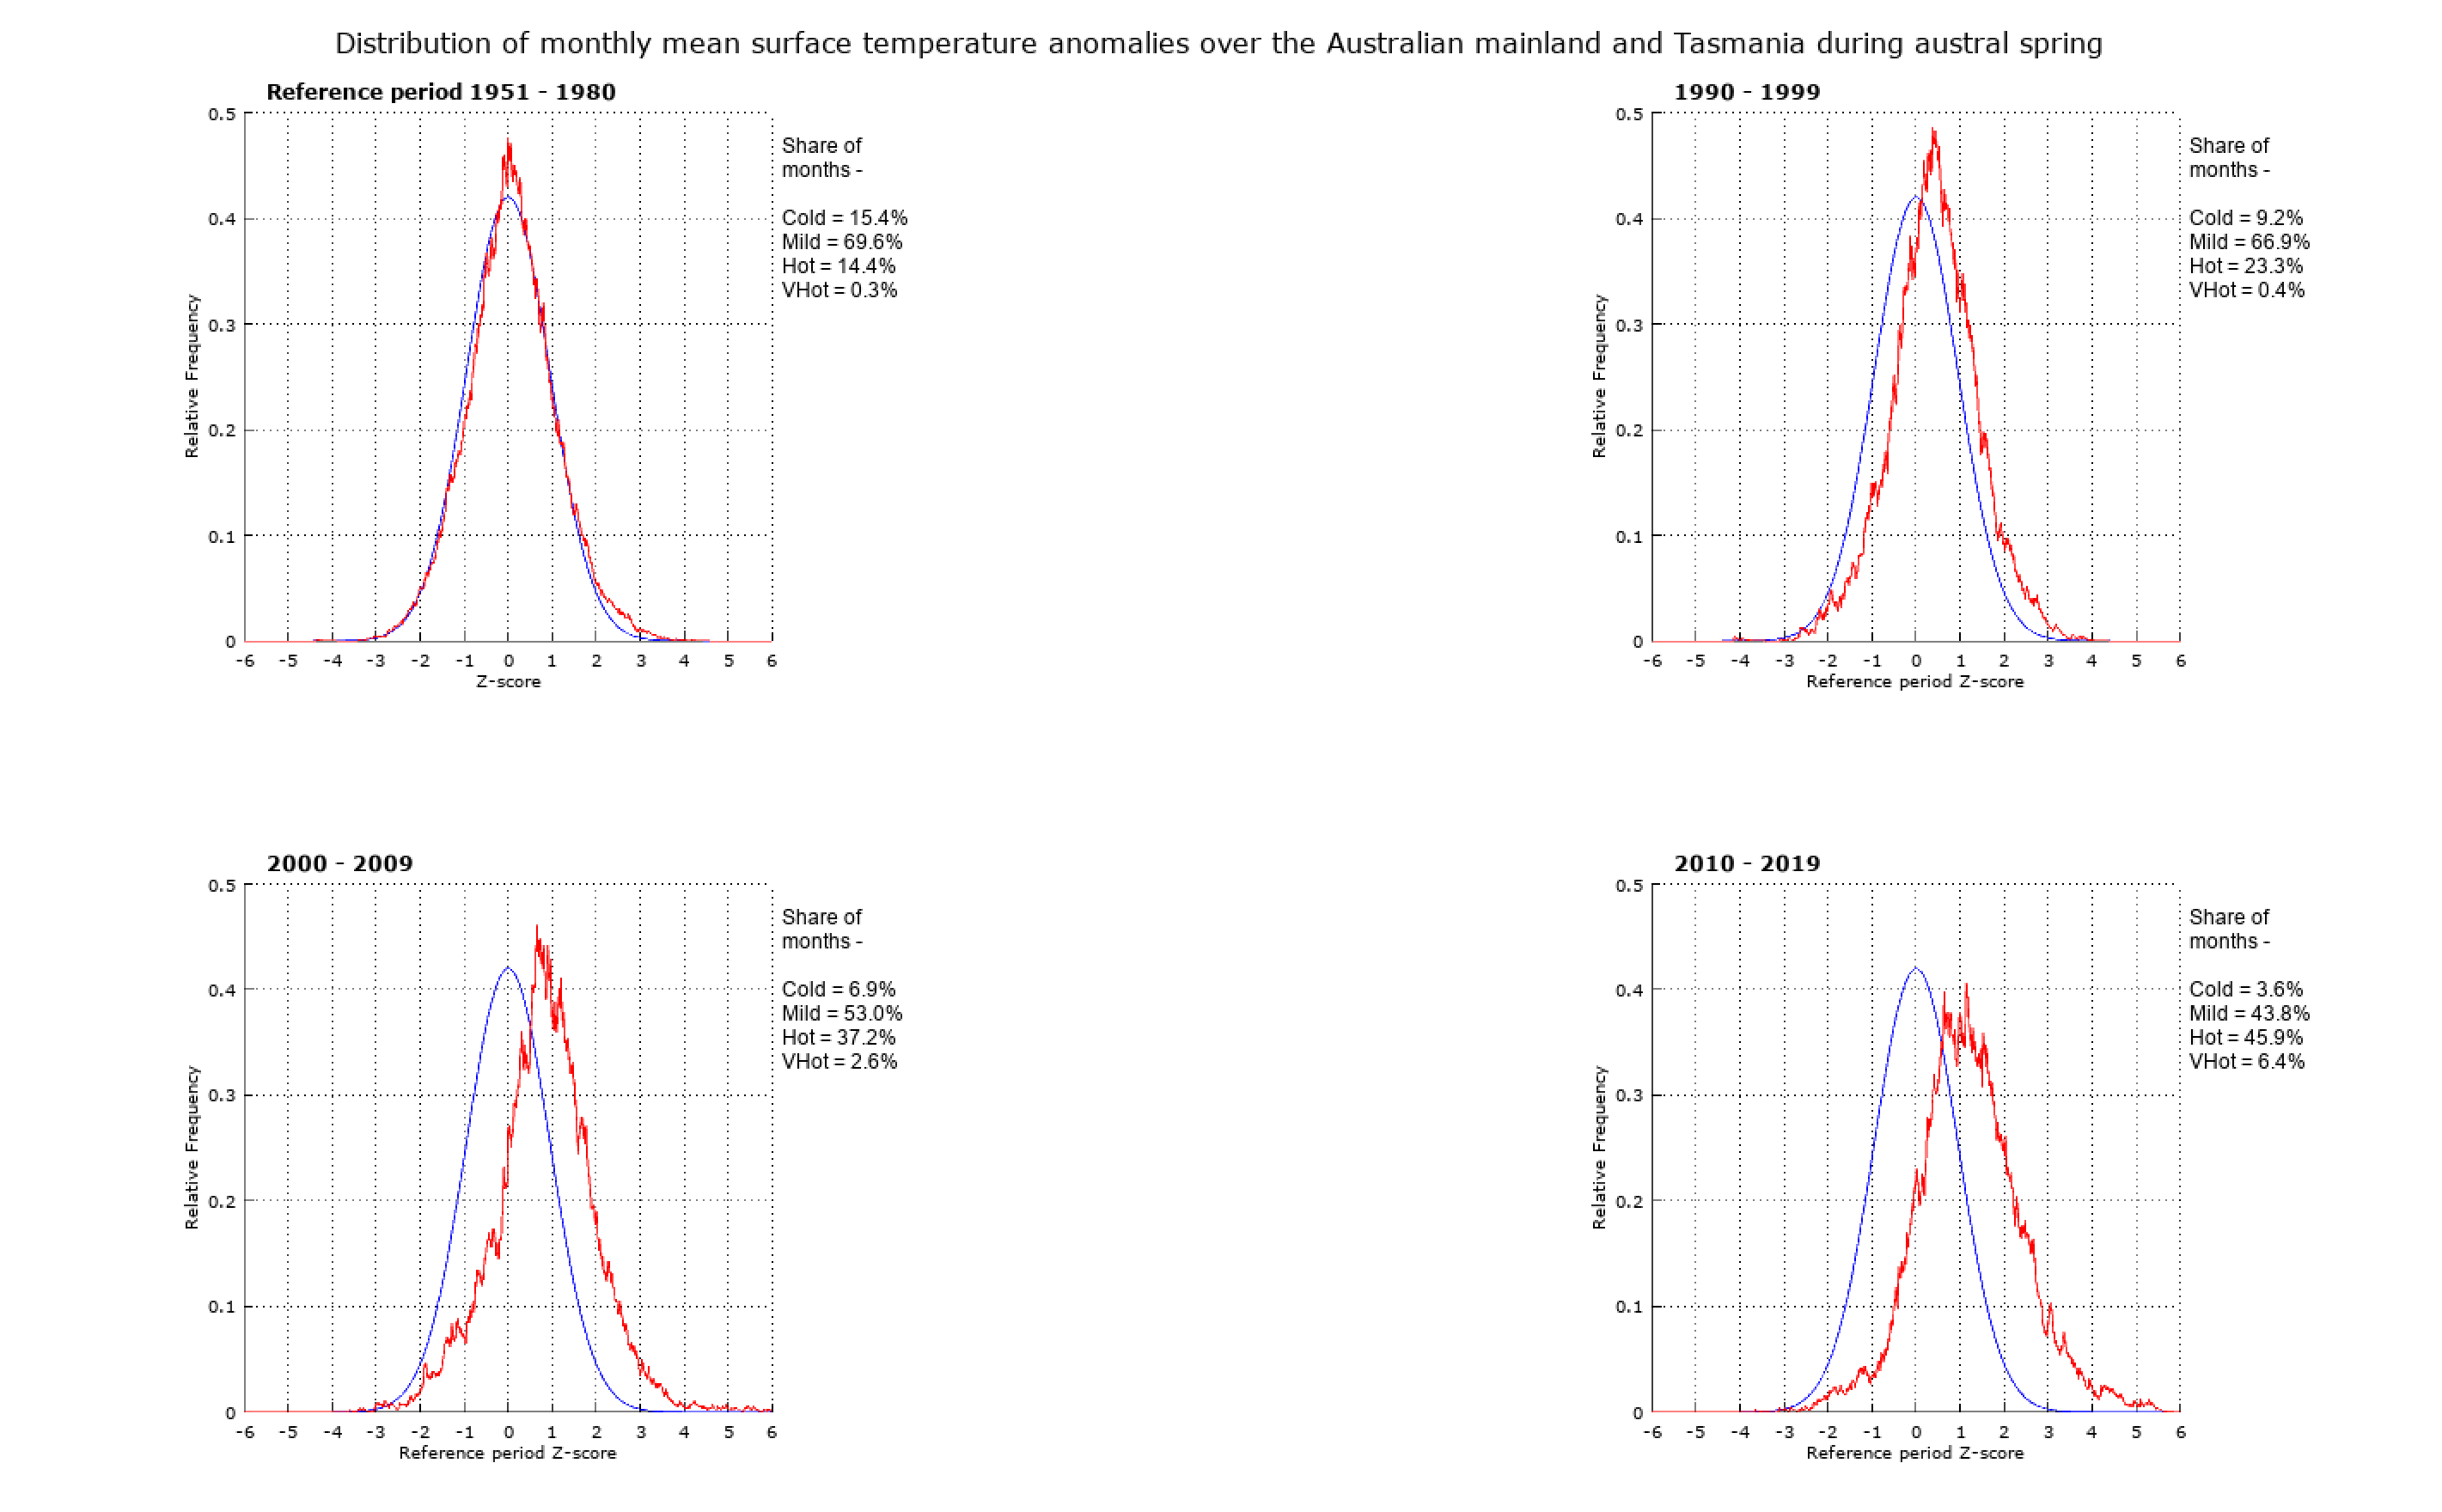 Distribution of monthly mean surface temperature anomalies over the Australian mainland and Tasmania during austral spring
Reference period 1951 - 1980
0.5
0.4
0.3
0.2
0.1
0
Relative Frequency
-6 -5 -4 -3 -2 -1 0 1 2 3 4 5 6
Z-score
Share of
months -
Cold = 15.4%
Mild = 69.6%
Hot = 14.4%
VHot = 0.3%
1990 - 1999
0.5
0.4
0.3
0.2
0.1
0
Relative Frequency
-6 -5 -4 -3 -2 -1 0 1 2 3 4 5 6
Reference period Z-score
Share of
months -
Cold = 9.2%
Mild = 66.9%
Hot = 23.3%
VHot = 0.4%
2000 - 2009
0.5
0.4
0.3
0.2
0.1
0
Relative Frequency
-6 -5 -4 -3 -2 -1 0 1 2 3 4 5 6
Reference period Z-score
Share of
months -
Cold = 6.9%
Mild = 53.0%
Hot = 37.2%
VHot = 2.6%
2010 - 2019
0.5
0.4
0.3
0.2
0.1
0
Relative Frequency
-6 -5 -4 -3 -2 -1 0 1 2 3 4 5 6
Reference period Z-score
Share of
months -
Cold = 3.6%
Mild = 43.8%
Hot = 45.9%
VHot = 6.4%